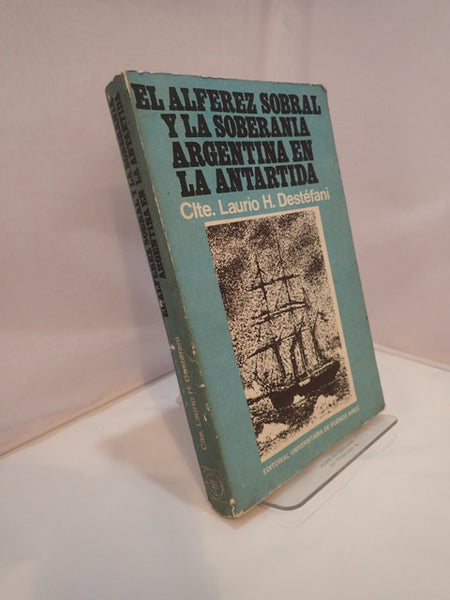 EL ALFEREZ SOBRAL
Y LA SOBERANIA
ARGENTINA EN
LA ANTARTIDA
Clte. Laurio H. Destéfani
EDITORIAL UNIVERSITARIA DE BUENOS AIRES
EL ALFEREZ SOBRAL Y LA SOBERANIA
ARGENTINA EN LA ANTARTIDA
Clte. Laurio H. Destéfani